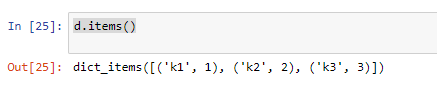 In [25]: d.items()
Out[25]: dict_items([('k1', 1), ('k2', 2), ('k3', 3)])